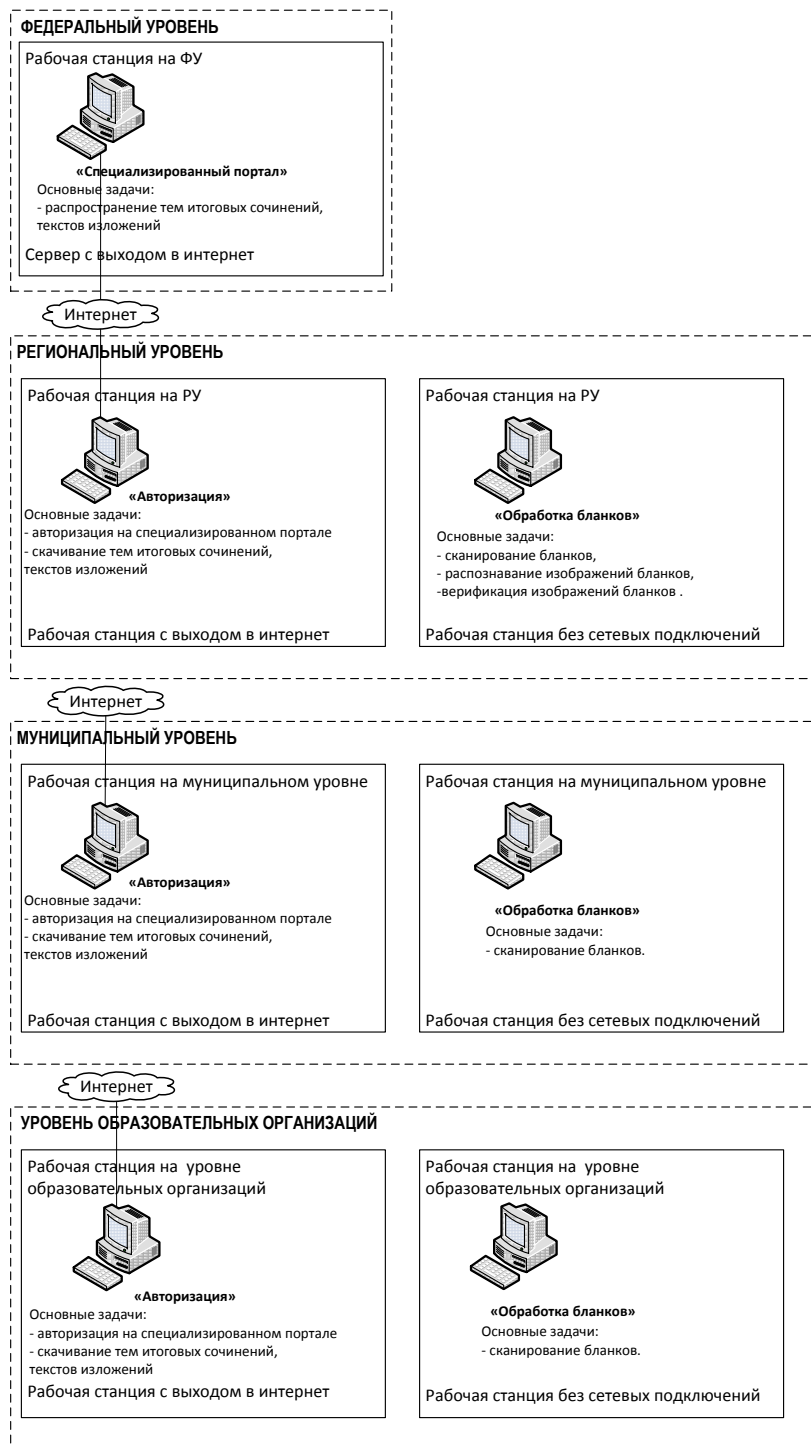 ФЕДЕРАЛЬНЫЙ УРОВЕНЬ
Рабочая станция на ФУ
«Специализированный портал»
Основные задачи:
- распространение тем итоговых сочинений,
текстов изложений
Сервер с выходом в интернет
Интернет
РЕГИОНАЛЬНЫЙ УРОВЕНЬ
Рабочая станция на РУ
«Авторизация»
Основные задачи:
- авторизация на специализированном портале
- скачивание тем итоговых сочинений,
текстов изложений
Рабочая станция с выходом в интернет
Рабочая станция на РУ
«Обработка бланков»
Основные задачи:
- сканирование бланков,
- распознавание изображений бланков,
-верификация изображений бланков .
Рабочая станция без сетевых подключений
Интернет
МУНИЦИПАЛЬНЫЙ УРОВЕНЬ
Рабочая станция на муниципальном уровне
«Авторизация»
Основные задачи:
- авторизация на специализированном портале
- скачивание тем итоговых сочинений,
текстов изложений
Рабочая станция с выходом в интернет
Рабочая станция на муниципальном уровне
«Обработка бланков»
Основные задачи:
- сканирование бланков.
Рабочая станция без сетевых подключений
Интернет
УРОВЕНЬ ОБРАЗОВАТЕЛЬНЫХ ОРГАНИЗАЦИЙ
Рабочая станция на  уровне
образовательных организаций
«Авторизация»
Основные задачи:
- авторизация на специализированном портале
- скачивание тем итоговых сочинений,
текстов изложений
Рабочая станция с выходом в интернет
Рабочая станция на  уровне
образовательных организаций
«Обработка бланков»
Основные задачи:
- сканирование бланков.
Рабочая станция без сетевых подключений